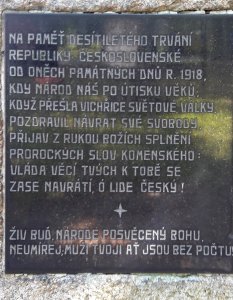 NA PAMĚŤ DESÍTILETÉHO TRVÁNÍ
REPUBLIKY ČESKOSLOVENSKÉ
OD ONĚCH PAMÁTNÝCH DNŮ R. 1918,
KDY NÁROD NÁŠ PO ÚTISKU VĚKŮ,
KDYŽ PŘEŠLA VICHŘICE SVĚTOVÉ VÁLKY,
POZDRAVIL NÁVRAT SVÉ SVOBODY,
PŘIJAV Z RUKOU BOŽÍCH SPLNĚNÍ
PROROCKÝCH SLOV KOMENSKÉHO:
VLÁDA VĚCÍ TVÝCH K TOBĚ SE
ZASE NAVRÁTÍ, Ó LIDE ČESKÝ!
ŽIV BUĎ, NÁRODE POSVĚCENÝ BOHU,
NEUMÍREJ, MUŽI TVOJI AŤ JSOU BEZ POČTU